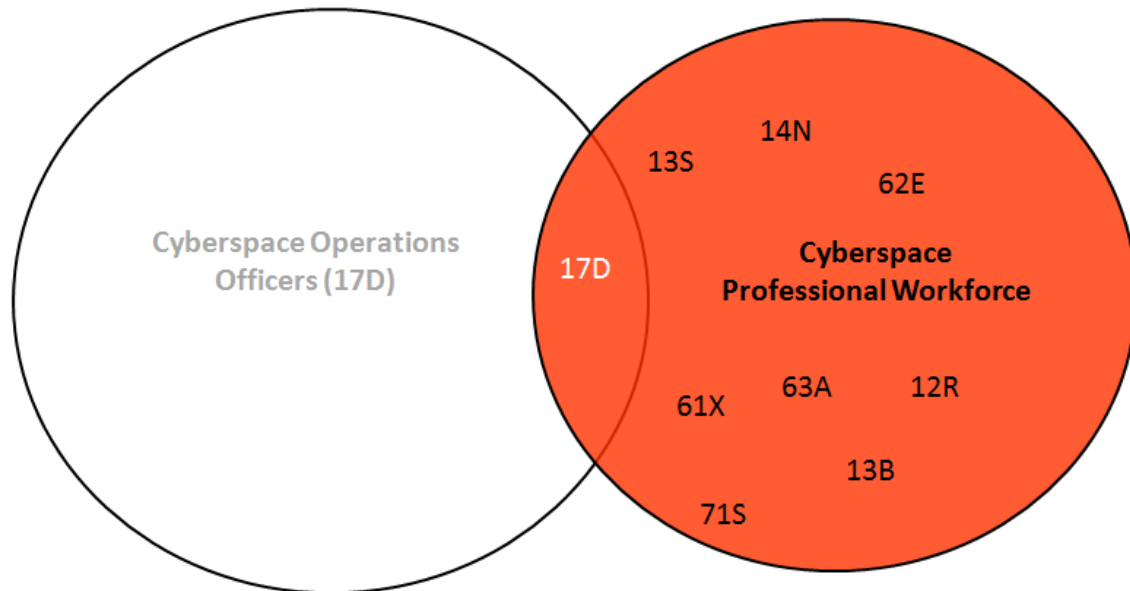 14N
13S
62E
Cyberspace Operations
Officers (17D)
17D
Cyberspace
Professional Workforce
61X
63A
12R
13B
71S